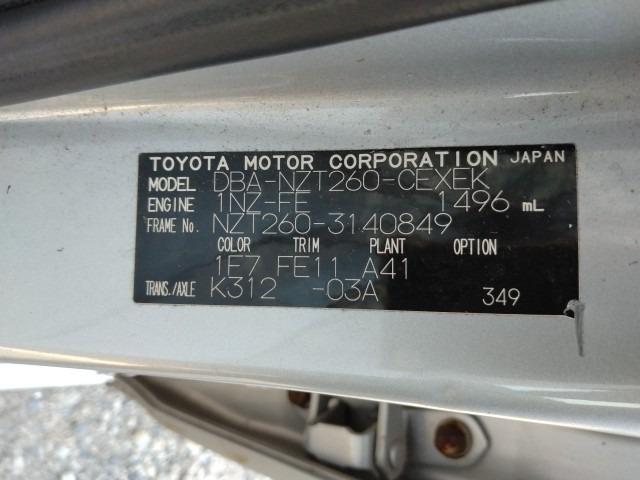 TOYOTA MOTOR CORPORATION JAPAN
MODEL DBA-NZT260-CEXEK
ENGINE 1NZ-FE 1496 mL
FRAME No. NZT260-3140849
COLOR TRIM PLANT OPTION
1E7 FE11 A41
TRANS./AXLE K312 -03A 349